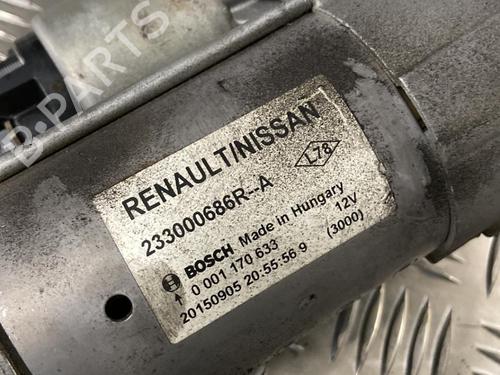 RENAULT/NISSAN
L78
233000686R--A
BOSCH Made in Hungary
0 001 170 633 12V
20150905 20:55:56 9 (3000)
B-PARTS